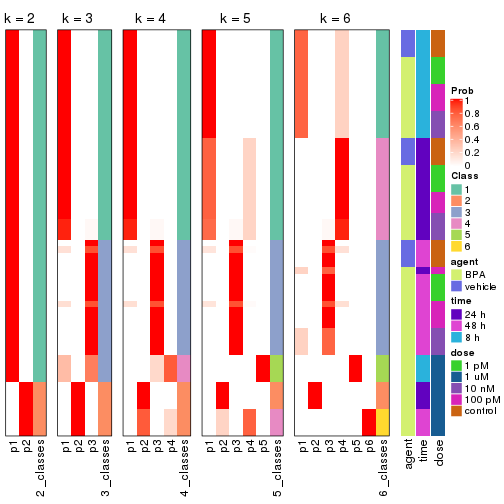 k = 2
k = 3
k = 4
k = 5
k = 6
p1
p2
2_classes
p1
p2
p3
3_classes
p1
p2
p3
p4
4_classes
p1
p2
p3
p4
p5
5_classes
p1
p2
p3
p4
p5
p6
6_classes
agent
time
dose
Prob
1
0.8
0.6
0.4
0.2
0
Class
1
2
3
4
5
6
agent
BPA
vehicle
time
24 h
48 h
8 h
dose
1 pM
1 uM
10 nM
100 pM
control